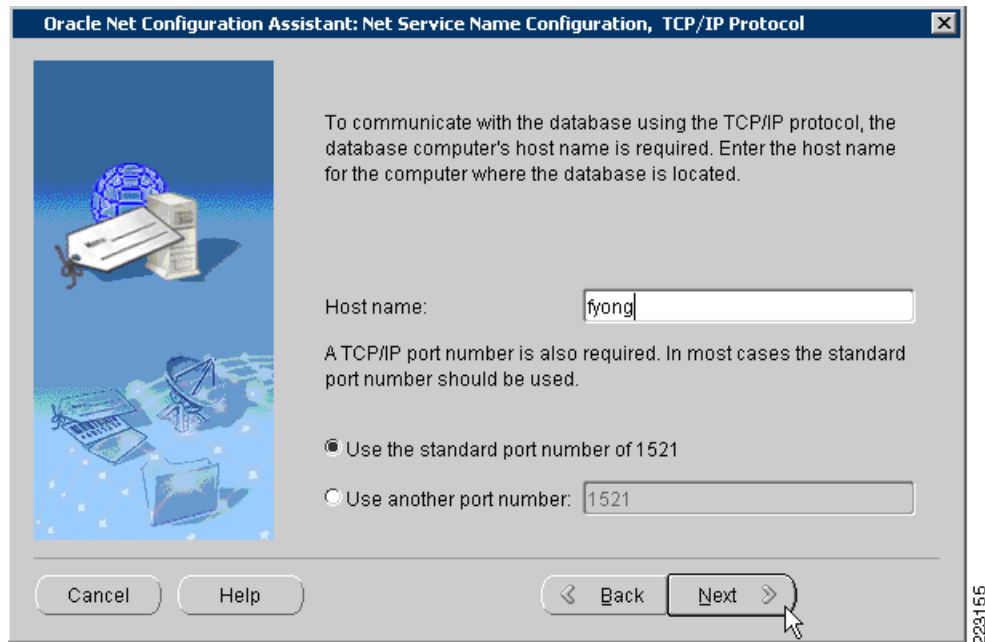 Oracle Net Configuration Assistant: Net Service Name Configuration, TCP/IP Protocol
To communicate with the database using the TCP/IP protocol, the
database computer's host name is required. Enter the host name
for the computer where the database is located.
Host name: fyong
A TCP/IP port number is also required. In most cases the standard
port number should be used.
Use the standard port number of 1521
Use another port number: 1521
Cancel Help Back Next
223155